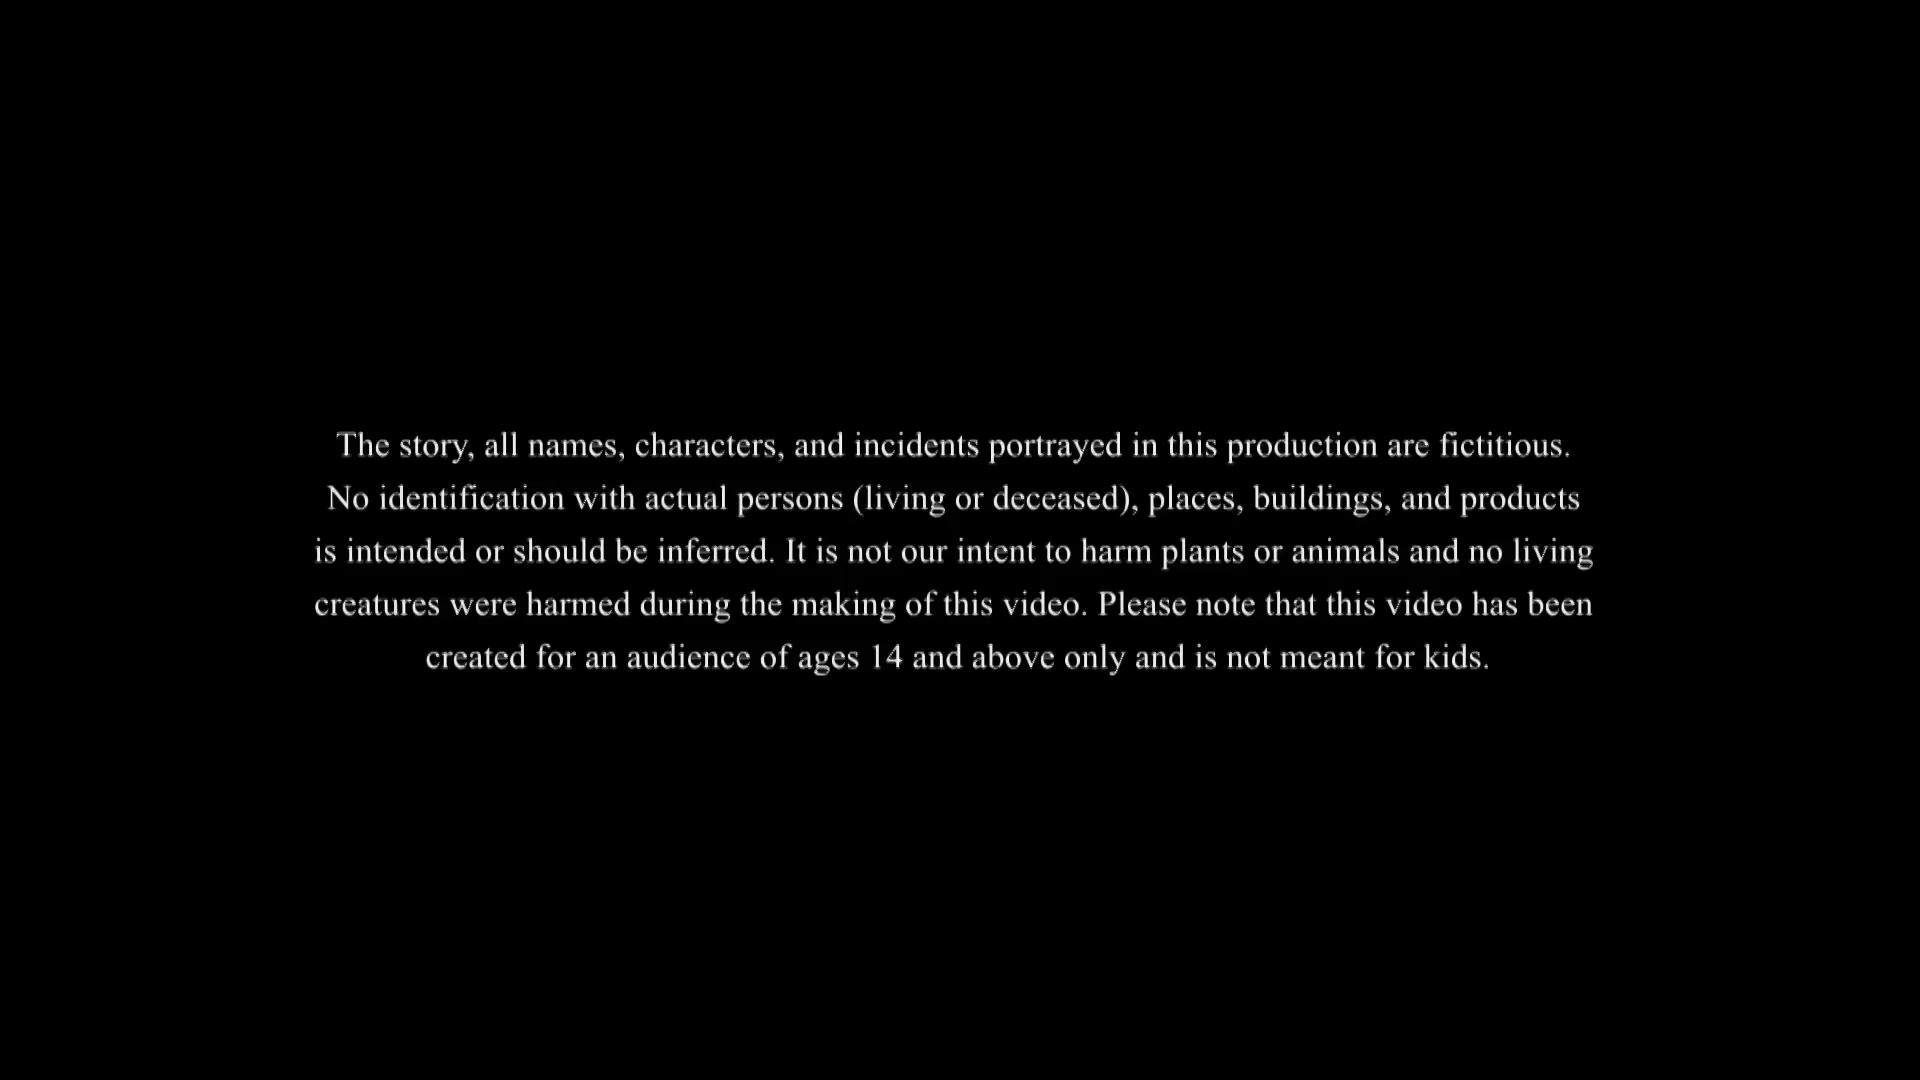 The story, all names, characters, and incidents portrayed in this production are fictitious.
No identification with actual persons (living or deceased), places, buildings, and products
is intended or should be inferred. It is not our intent to harm plants or animals and no living
creatures were harmed during the making of this video. Please note that this video has been
created for an audience of ages 14 and above only and is not meant for kids.